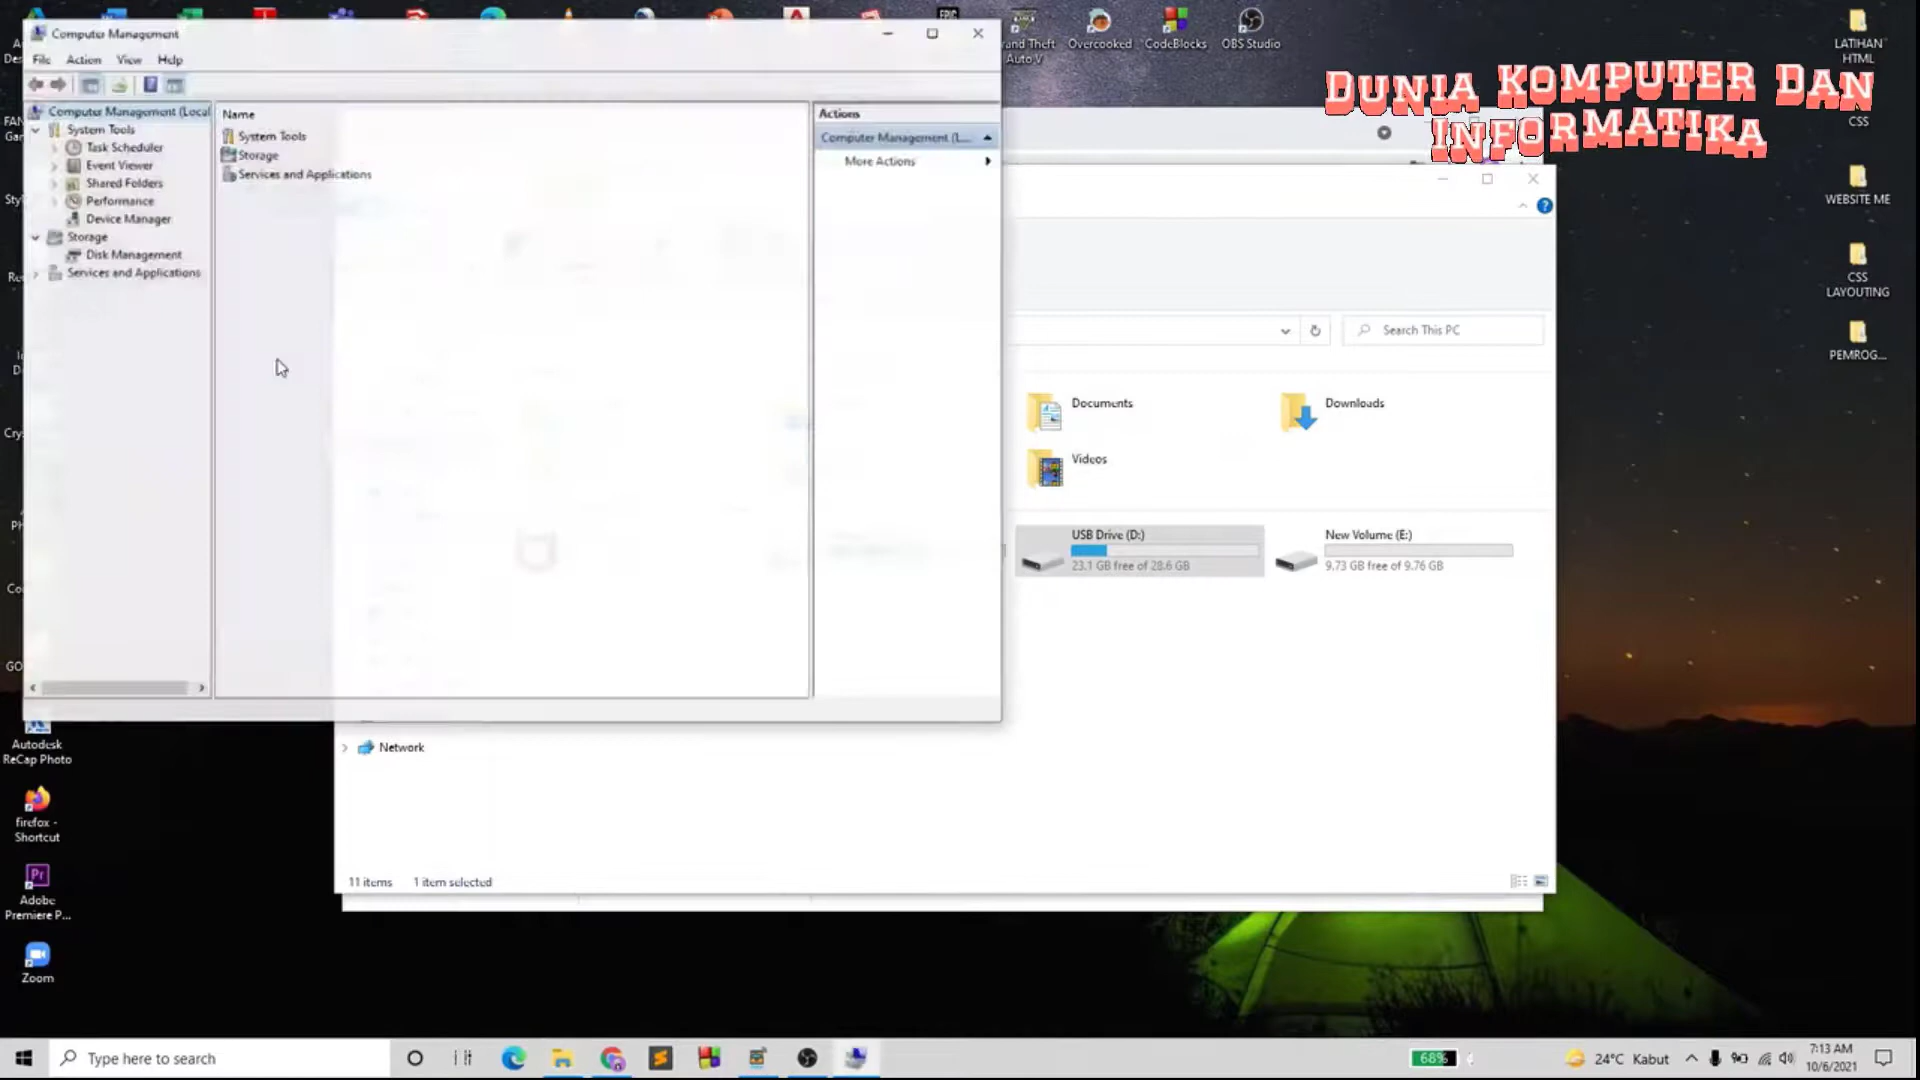 Computer Management
File Action View Help
Computer Management (Local
System Tools
Task Scheduler
Event Viewer
Shared Folders
Performance
Device Manager
Storage
Disk Management
Services and Applications
Name
System Tools
Storage
Services and Applications
Actions
Computer Management (L...
More Actions
Auto V
Overcooked
CodeBlocks
OBS Studio
DUNIA KOMPUTER DAN
INFORMATIKA
LATIHAN
HTML
CSS
WEBSITE ME
CSS
LAYOUTING
PEMROG...
Search This PC
Documents
Downloads
Videos
USB Drive (D:)
23.1 GB free of 28.6 GB
New Volume (E:)
9.73 GB free of 9.76 GB
Network
11 items 1 item selected
Autodesk
ReCap Photo
firefox -
Shortcut
Adobe
Premiere P...
Zoom
Type here to search
68%
24°C Kabut
7:13 AM
10/6/2021